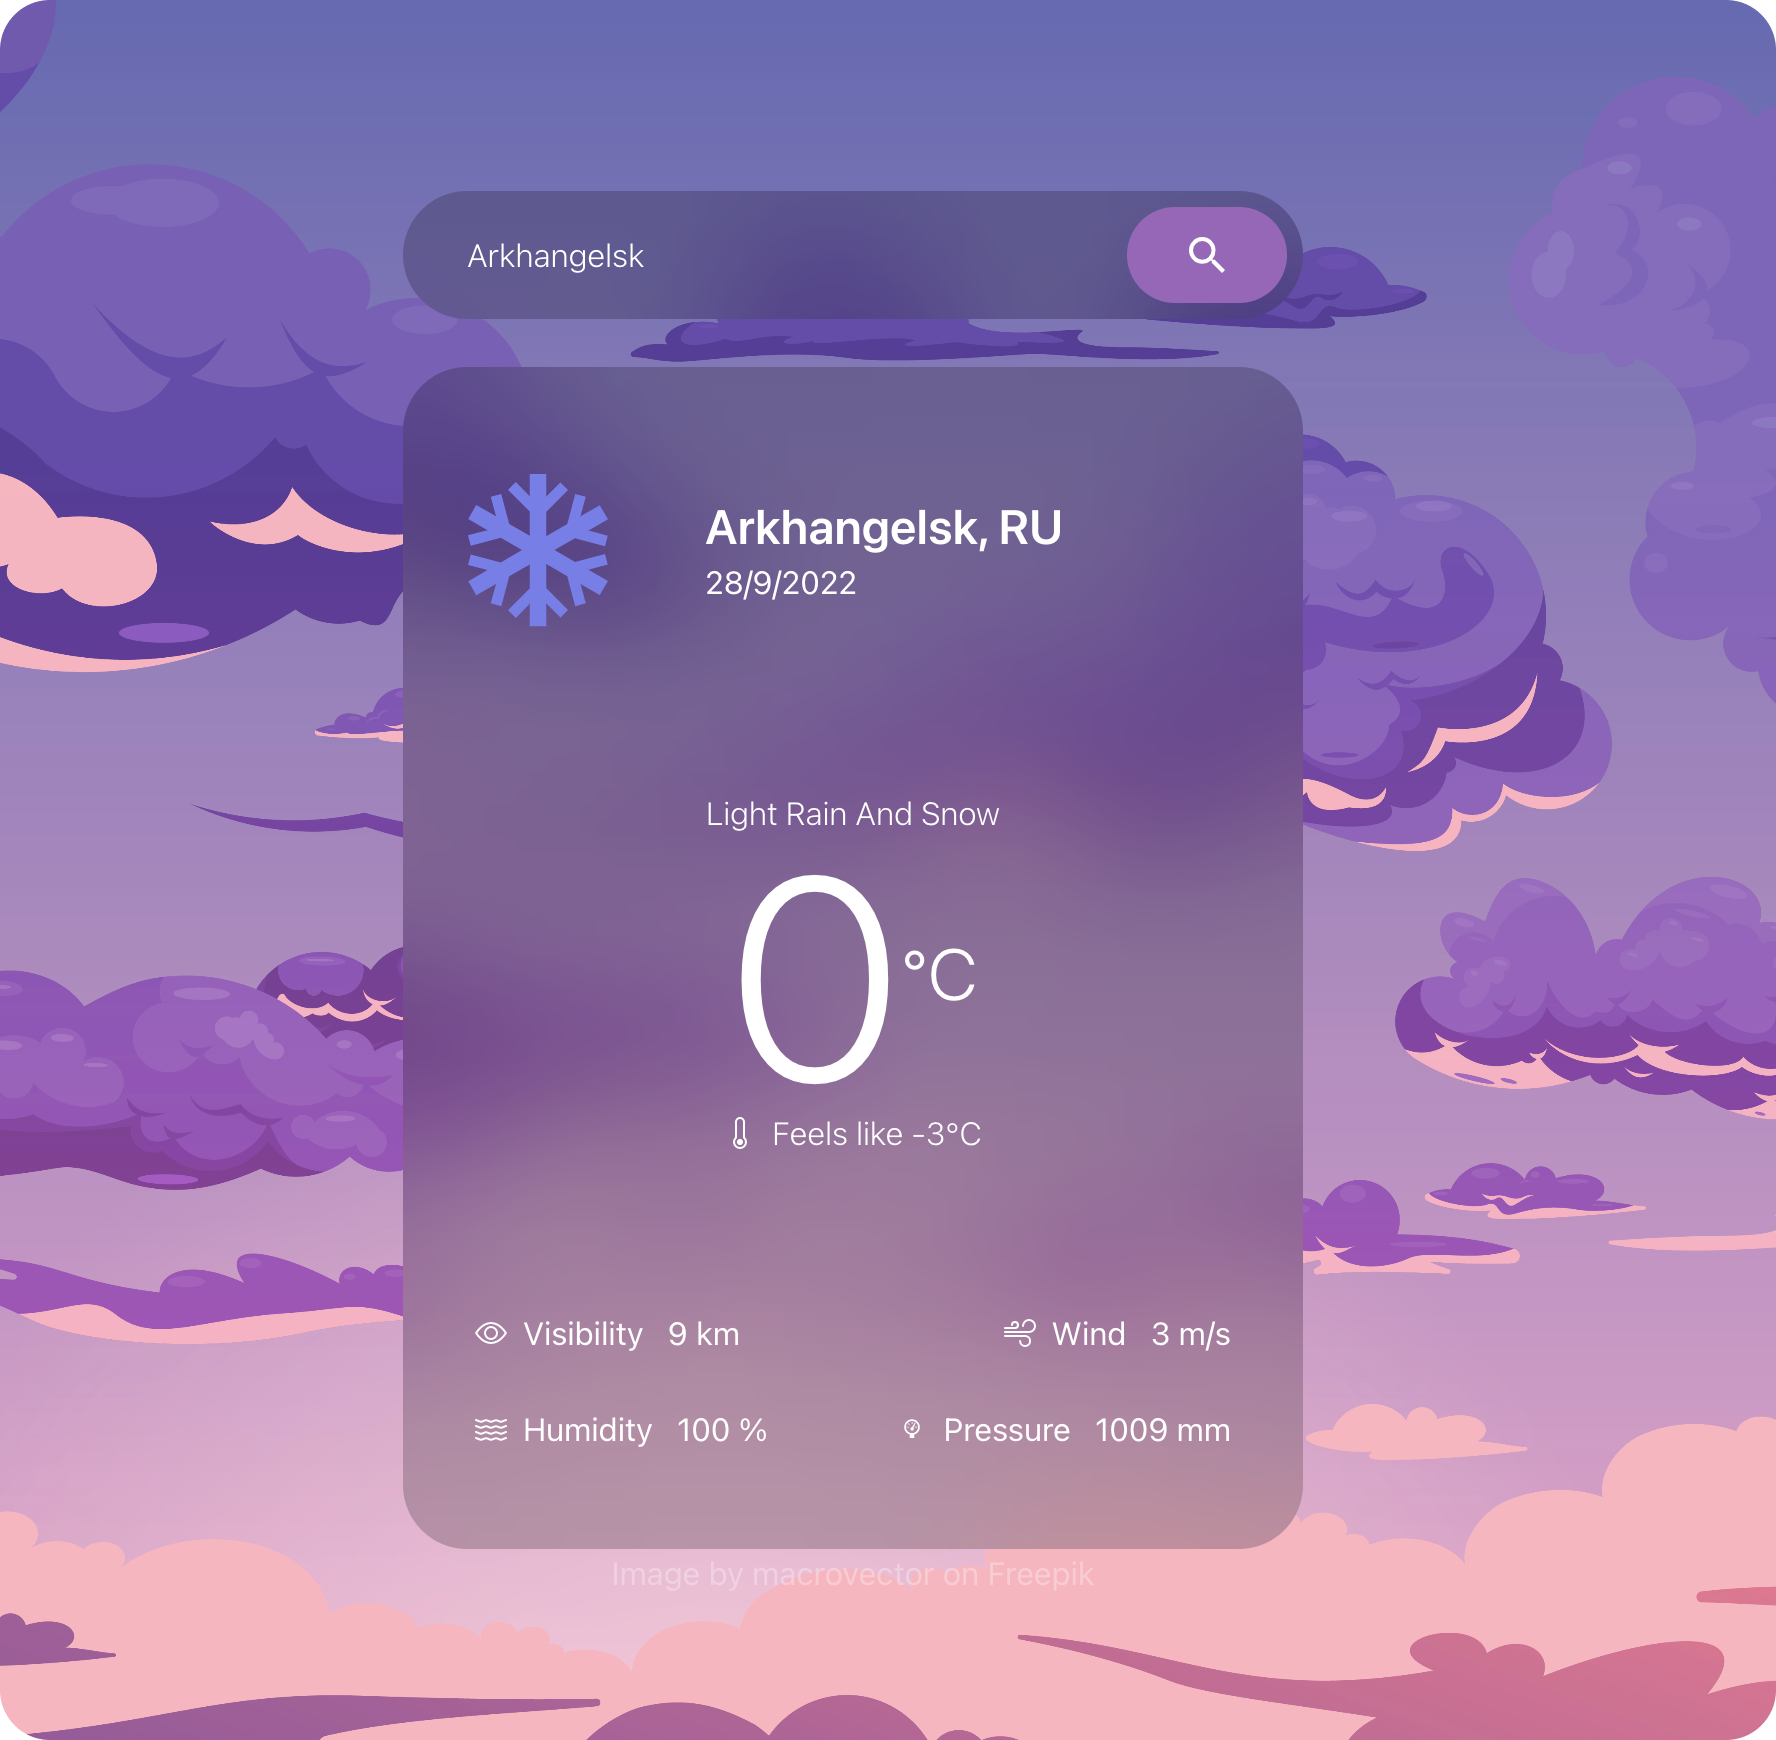 Arkhangelsk
Arkhangelsk, RU
28/9/2022
Light Rain And Snow
0 °C
Feels like -3°C
Visibility 9 km
Wind 3 m/s
Humidity 100 %
Pressure 1009 mm
Image by macrovector on Freepik